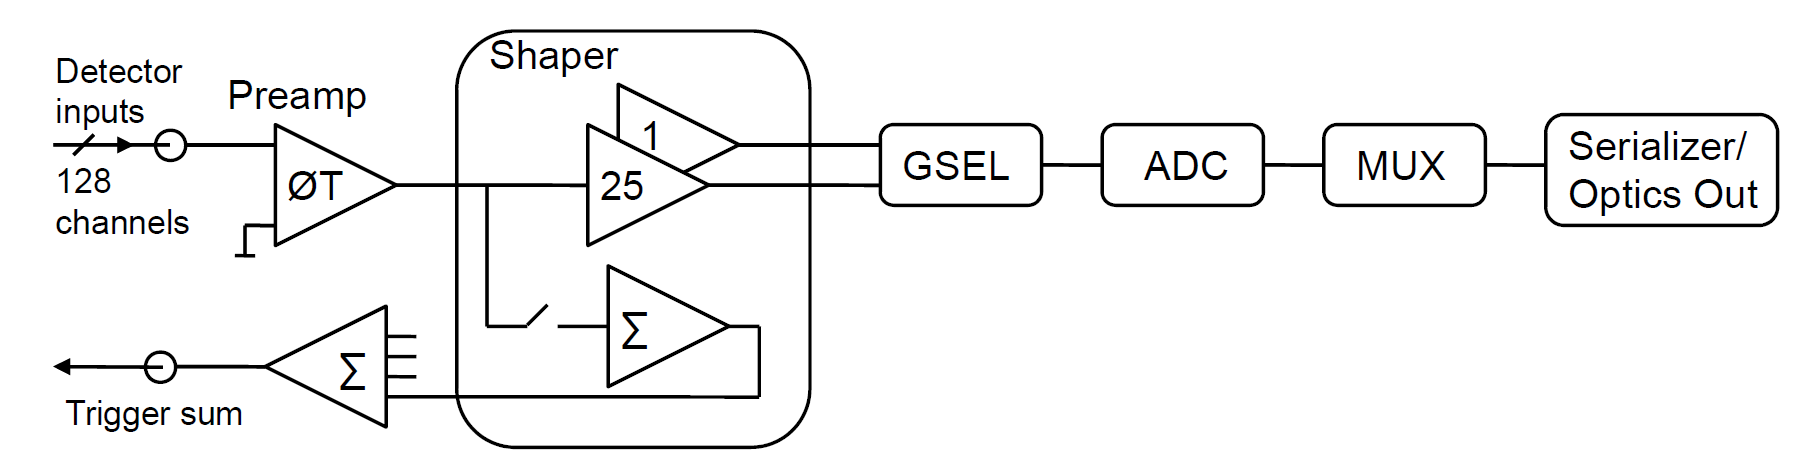 Shaper
Detector
inputs
Preamp
1
GSEL
ADC
MUX
Serializer/
Optics Out
128
channels
ØT
25
Σ
Σ
Trigger sum